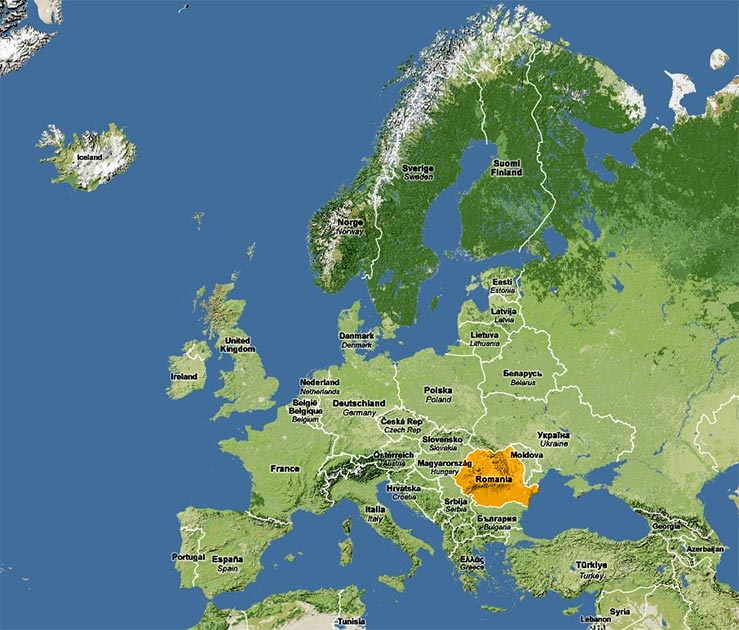 Iceland
Sverige
Sweden
Suomi
Finland
Norge
Norway
Eesti
Estonia
Latvija
Latvia
Danmark
Denmark
Lietuva
Lithuania
United
Kingdom
Ireland
Беларусь
Belarus
Nederland
Netherlands
Polska
Poland
België
Belgique
Belgium
Deutschland
Germany
Česká Rep
Czech Rep
Slovensko
Slovakia
Україна
Ukraine
Österreich
Austria
Magyarország
Hungary
Moldova
France
Romania
Hrvatska
Croatia
Srbija
Serbia
Italia
Italy
България
Bulgaria
Georgia
Azerbaijan
Portugal
España
Spain
Ελλάς
Greece
Türkiye
Turkey
Syria
Lebanon
Tunisia